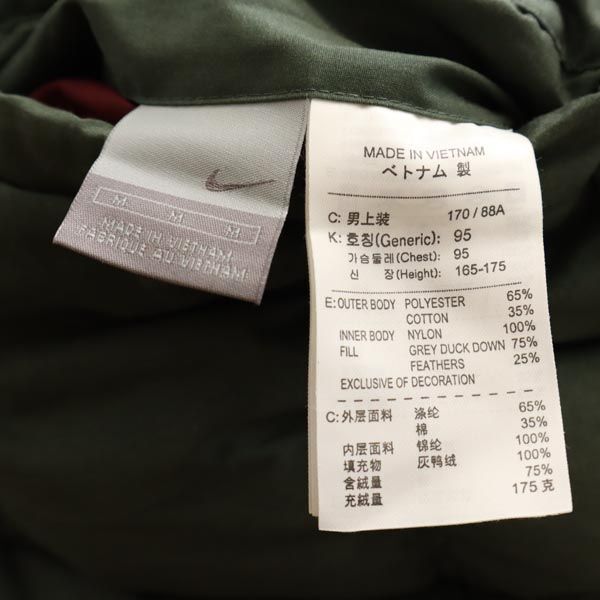 M M M
MADE IN VIETNAM
FABRIQUE AU VIETNAM
MADE IN VIETNAM
ベトナム 製
C: 男上装 170 / 88A
K: 호칭(Generic): 95
가슴둘레(Chest): 95
신 장(Height): 165-175
E: OUTER BODY POLYESTER 65%
COTTON 35%
INNER BODY NYLON 100%
FILL GREY DUCK DOWN 75%
FEATHERS 25%
EXCLUSIVE OF DECORATION
C: 外层面料 涤纶 65%
棉 35%
内层面料 锦纶 100%
填充物 灰鸭绒 100%
含絨量 75%
充絨量 175 克